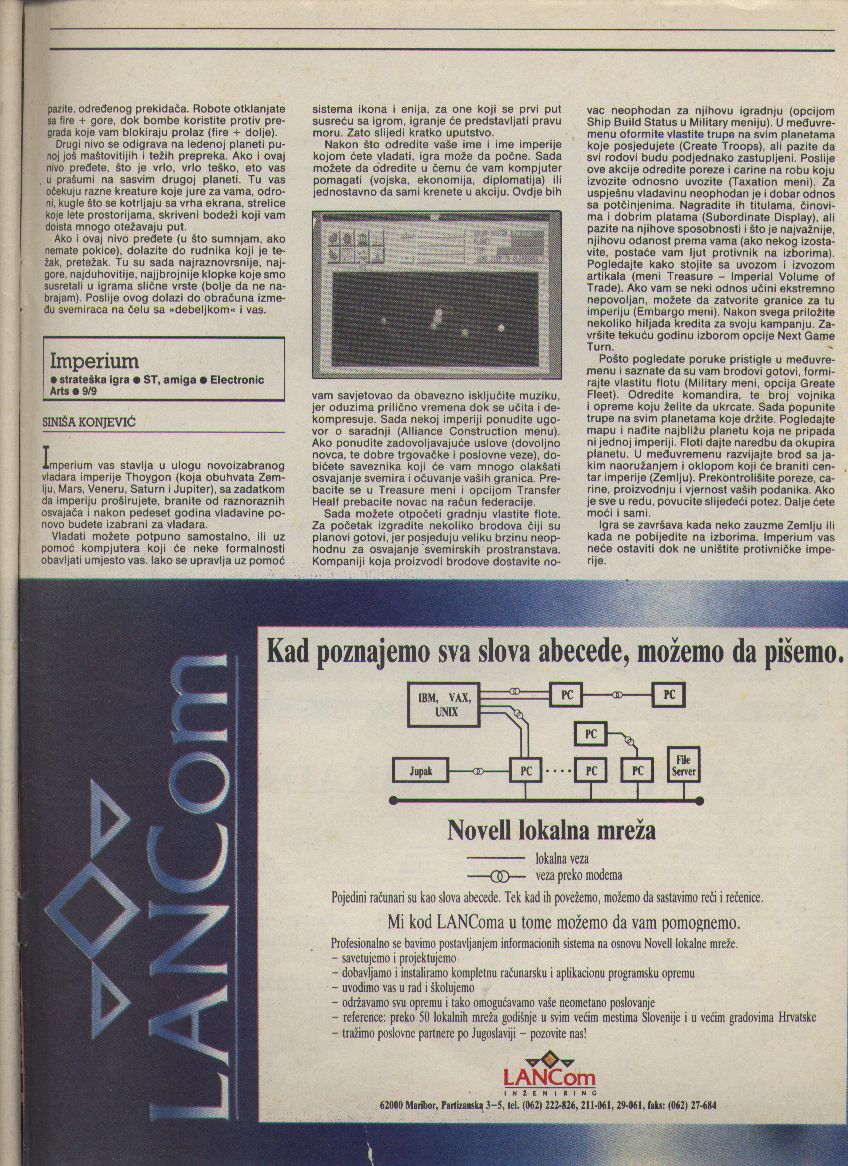 pazite, određenog prekidača. Robote otklanjate
sa fire + gore, dok bombe koristite protiv pre-
grada koje vam blokiraju prolaz (fire + dolje).
Drugi nivo se odigrava na ledenoj planeti pu-
noj još maštovitijih i težih prepreka. Ako i ovaj
nivo pređete, što je vrlo, vrlo teško, eto vas
u prašumi na sasvim drugoj planeti. Tu vas
očekuju razne kreature koje jure za vama, odro-
ni, kugle što se kotrljaju sa vrha ekrana, strelice
koje lete prostorijama, skriveni bodeži koji vam
doista mnogo otežavaju put.
Ako i ovaj nivo pređete (u što sumnjam, ako
nemate pokice), dolazite do rudnika koji je te-
žak, pretežak. Tu su sada najraznovrsnije, naj-
gore, najduhovitije, najjbrojnije klopke koje smo
susretali u igrama slične vrste (bolje da ne na-
brajam). Poslije ovog dolazi do obračuna izme-
đu svemiraca na čelu sa »debeljkom« i vas.
Imperium
● strateška igra ● ST, amiga ● Electronic
Arts ● 9/9
SINIŠA KONJEVIĆ
Imperium vas stavlja u ulogu novoizabranog
vladara imperije Thoygon (koja obuhvata Zem-
lju, Mars, Veneru, Saturn i Jupiter), sa zadatkom
da imperiju proširujete, branite od raznoraznih
osvajača i nakon pedeset godina vladavine po-
novo budete izabrani za vladara.
Vladati možete potpuno samostalno, ili uz
pomoć kompjutera koji će neke formalnosti
obavljati umjesto vas. Iako se upravlja uz pomoć
sistema ikona i enija, za one koji se prvi put
susreću sa igrom, igranje će predstavljati pravu
moru. Zato slijedi kratko uputstvo.
Nakon što odredite vaše ime i ime imperije
kojom ćete vladati, igra može da počne. Sada
možete da odredite u čemu će vam kompjuter
pomagati (vojska, ekonomija, diplomatija) ili
jednostavno da sami krenete u akciju. Ovdje bih
vam savjetovao da obavezno isključite muziku,
jer oduzima prilično vremena dok se učita i de-
kompresuje. Sada nekoj imperiji ponudite ugo-
vor o saradnji (Alliance Construction menu).
Ako ponudite zadovoljavajuće uslove (dovoljno
novca, te dobre trgovačke i poslovne veze), do-
bićete saveznika koji će vam mnogo olakšati
osvajanje svemira i očuvanje vaših granica. Pre-
bacite se u Treasure meni i opcijom Transfer
Healf prebacite novac na račun federacije.
Sada možete otpočeti gradnju vlastite flote.
Za početak izgradite nekoliko brodova čiji su
planovi gotovi, jer posjeduju veliku brzinu neop-
hodnu za osvajanje svemirskih prostranstava.
Kompaniji koja proizvodi brodove dostavite no-
vac neophodan za njihovu igradnju (opcijom
Ship Build Status u Military meniju). U međuvre-
menu oformite vlastite trupe na svim planetama
koje posjedujete (Create Troops), ali pazite da
svi rodovi budu podjednako zastupljeni. Poslije
ove akcije odredite poreze i carine na robu koju
izvozite odnosno uvozite (Taxation meni). Za
uspješnu vladavinu neophodan je i dobar odnos
sa potčinjenima. Nagradite ih titulama, činovi-
ma i dobrim platama (Subordinate Display), ali
pazite na njihove sposobnosti i što je najvažnije,
njihovu odanost prema vama (ako nekog izosta-
vite, postaće vam ljut protivnik na izborima).
Pogledajte kako stojite sa uvozom i izvozom
artikala (meni Treasure – Imperial Volume of
Trade). Ako vam se neki odnos učini ekstremno
nepovoljan, možete da zatvorite granice za tu
imperiju (Embargo meni). Nakon svega priložite
nekoliko hiljada kredita za svoju kampanju. Za-
vršite tekuću godinu izborom opcije Next Game
Turn.
Pošto pogledate poruke pristigle u međuvre-
menu i saznate da su vam brodovi gotovi, formi-
rajte vlastitu flotu (Military meni, opcija Greate
Fleet). Odredite komandira, te broj vojnika
i opreme koju želite da ukrcate. Sada popunite
trupe na svim planetama koje držite. Pogledajte
mapu i nađite najbližu planetu koja ne pripada
ni jednoj imperiji. Floti dajte naredbu da okupira
planetu. U međuvremenu razvijajte brod sa ja-
kim naoružanjem i oklopom koji će braniti cen-
tar imperije (Zemlju). Prekontrolišite poreze, ca-
rine, proizvodnju i vjernost vaših podanika. Ako
je sve u redu, povucite slijedeći potez. Dalje ćete
moći i sami.
Igra se završava kada neko zauzme Zemlju ili
kada ne pobijedite na izborima. Imperium vas
neće ostaviti dok ne uništite protivničke impe-
rije.
LANCom
Kad poznajemo sva slova abecede, možemo da pišemo.
IBM, VAX,
UNIX
PC
PC
PC
Jupak
PC
PC
PC
File
Server
Novell lokalna mreža
lokalna veza
veza preko modema
Pojedini računari su kao slova abecede. Tek kad ih povežemo, možemo da sastavimo reči i rečenice.
Mi kod LANComa u tome možemo da vam pomognemo.
Profesionalno se bavimo postavljanjem informacionih sistema na osnovu Novell lokalne mreže.
– savetujemo i projektujemo
– dobavljamo i instaliramo kompletnu računarsku i aplikacionu programsku opremu
– uvodimo vas u rad i školujemo
– održavamo svu opremu i tako omogućavamo vaše neometano poslovanje
– reference: preko 50 lokalnih mreža godišnje u svim većim mestima Slovenije i u većim gradovima Hrvatske
– tražimo poslovne partnere po Jugoslaviji – pozovite nas!
LANCom
INŽENIRING
62000 Maribor, Partizanska 3–5, tel. (062) 222-826, 211-061, 29-061, faks: (062) 27-684